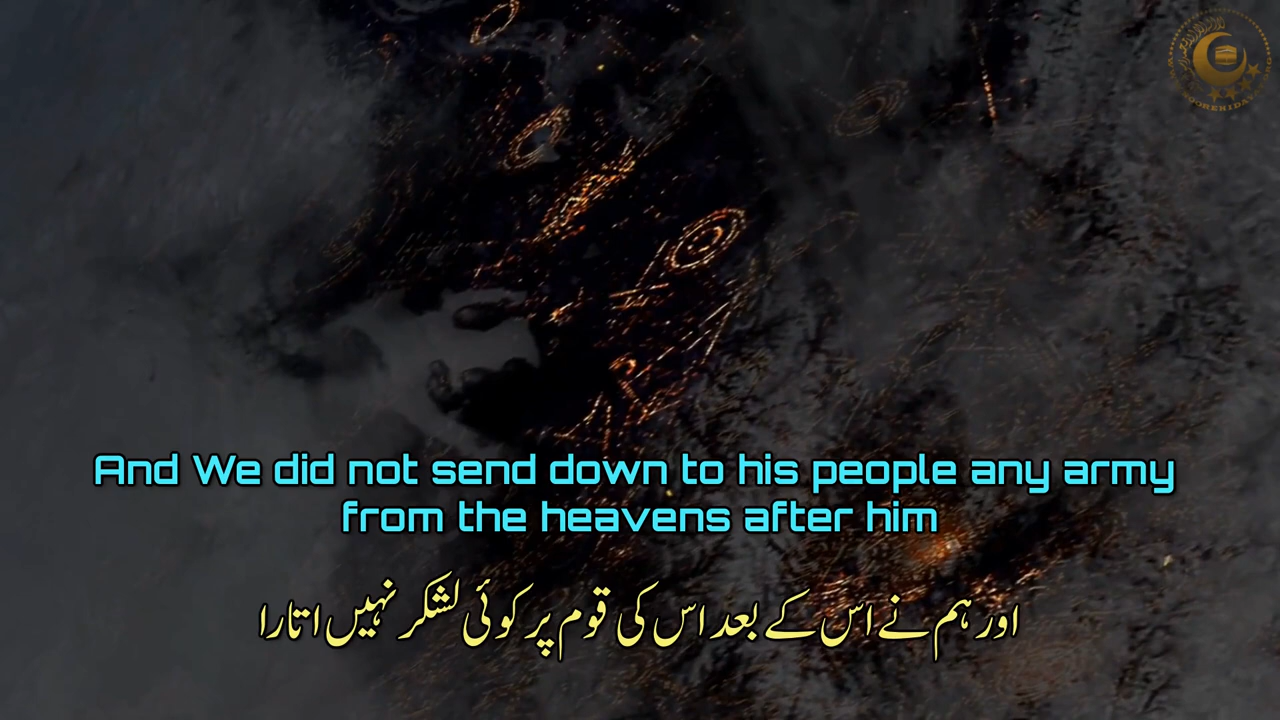 And We did not send down to his people any army
from the heavens after him
اور ہم نے اس کے بعد اس کی قوم پر کوئی لشکر نہیں اتارا